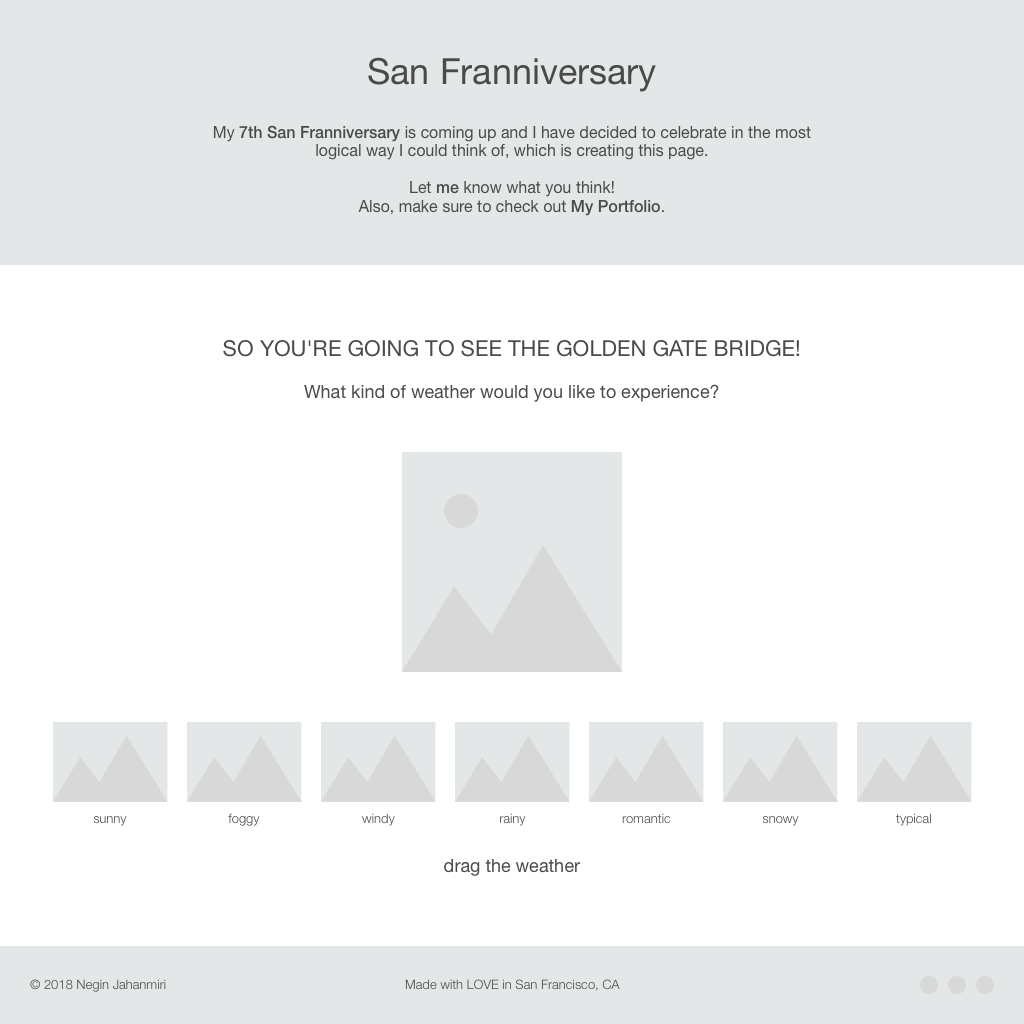 San Franniversary
My 7th San Franniversary is coming up and I have decided to celebrate in the most
logical way I could think of, which is creating this page.
Let me know what you think!
Also, make sure to check out My Portfolio.
SO YOU'RE GOING TO SEE THE GOLDEN GATE BRIDGE!
What kind of weather would you like to experience?
sunny foggy windy rainy romantic snowy typical
drag the weather
© 2018 Negin Jahanmiri Made with LOVE in San Francisco, CA